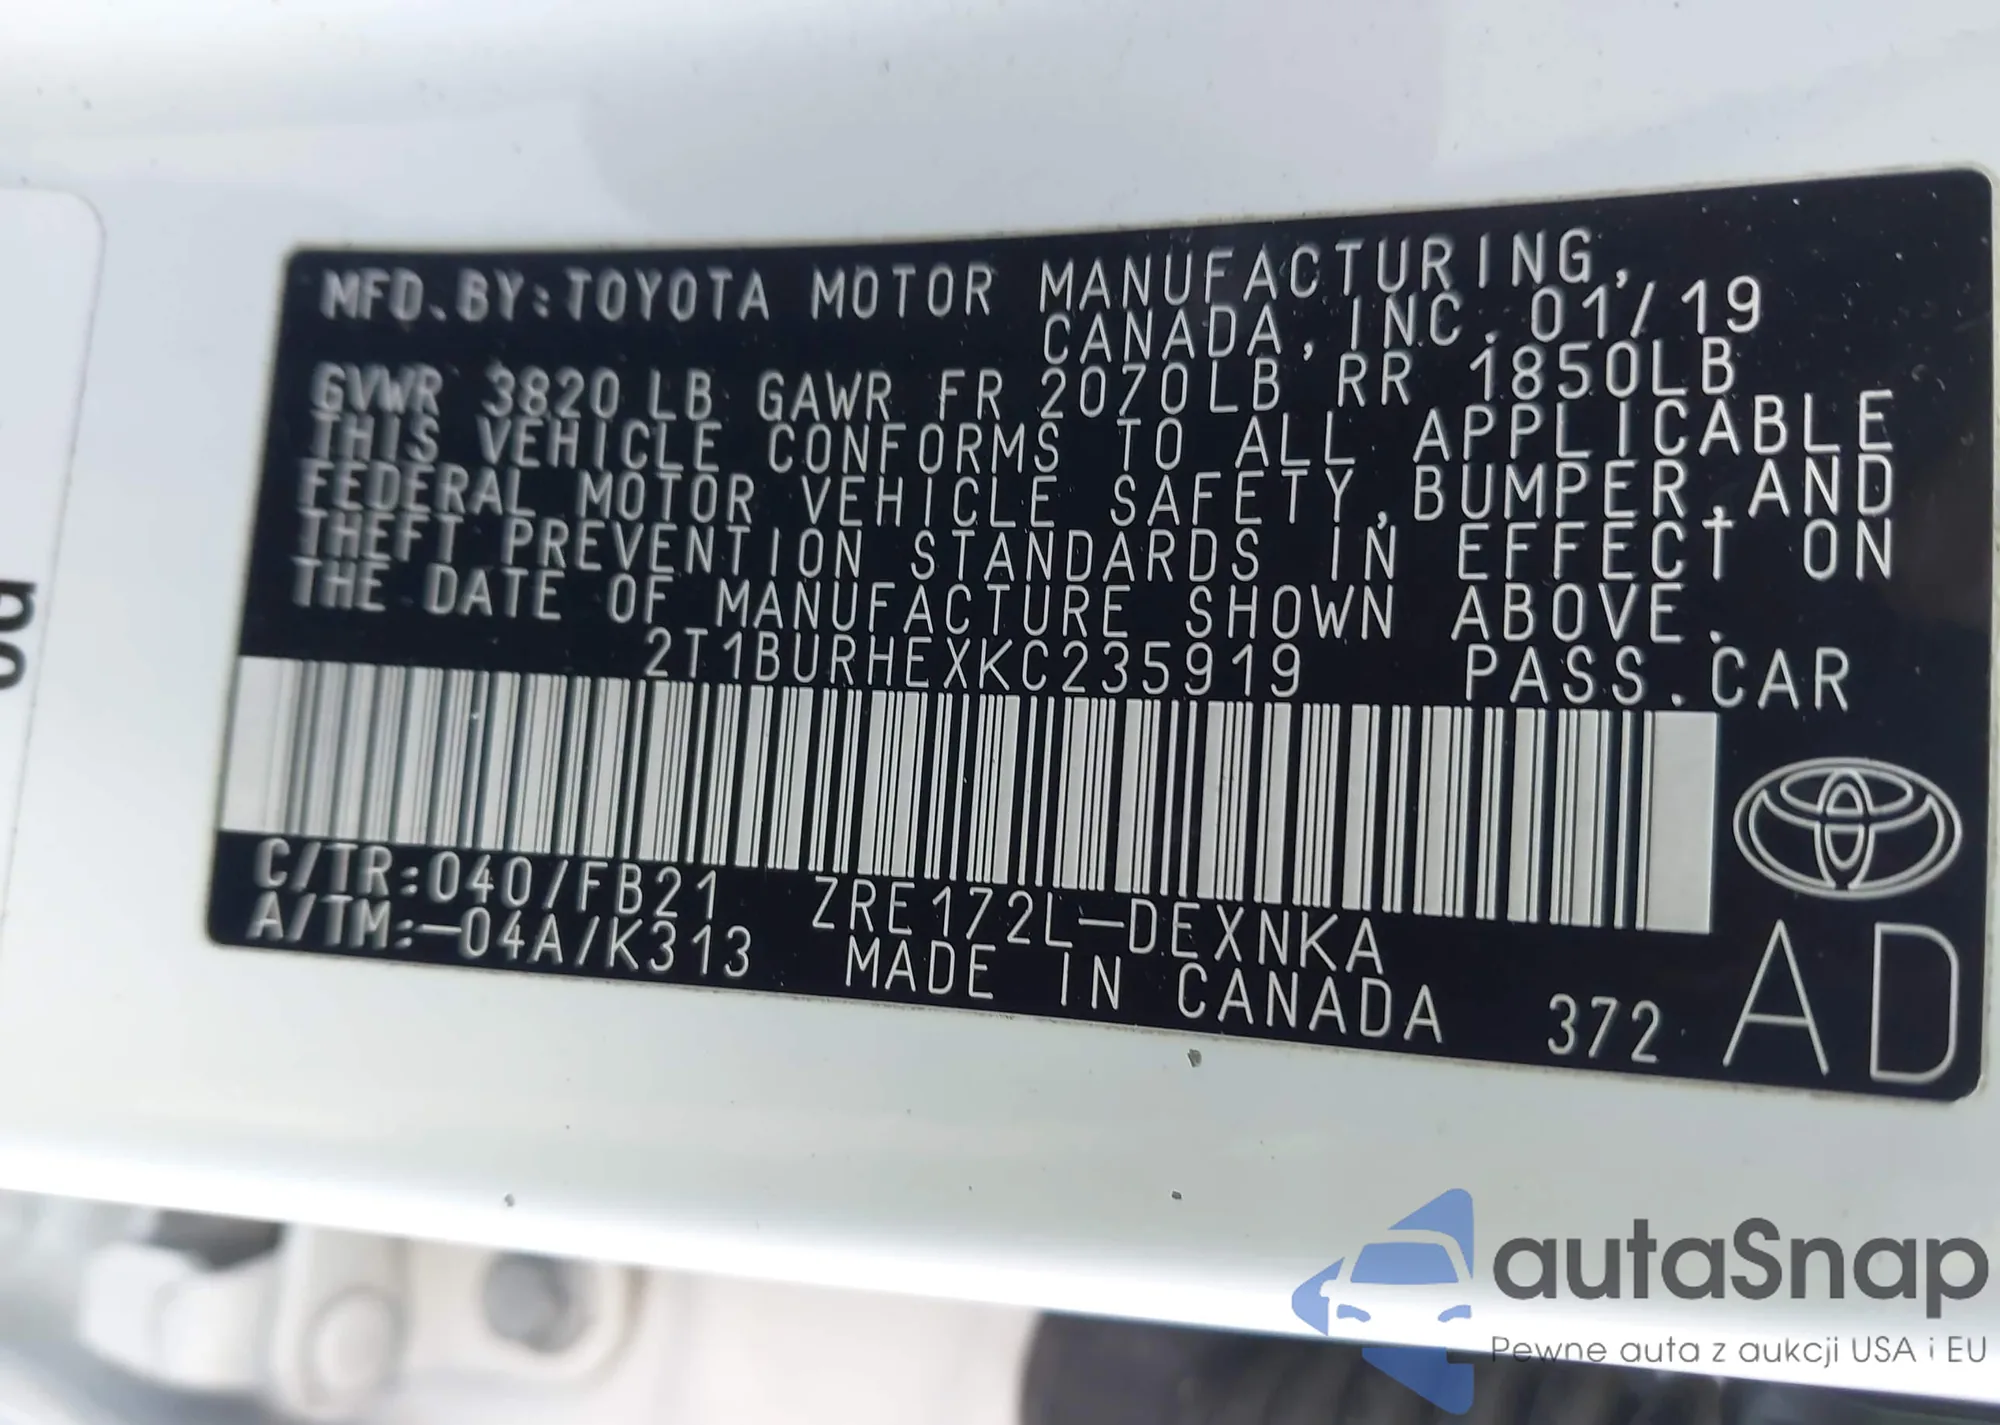 MFD. BY: TOYOTA MOTOR MANUFACTURING,
CANADA, INC. 01/19
GVWR 3820 LB GAWR FR 2070LB RR 1850LB
THIS VEHICLE CONFORMS TO ALL APPLICABLE
FEDERAL MOTOR VEHICLE SAFETY, BUMPER, AND
THEFT PREVENTION STANDARDS IN EFFECT ON
THE DATE OF MANUFACTURE SHOWN ABOVE.
2T1BURHEXKC235919 PASS. CAR
C/TR: 040/FB21 ZRE172L-DEXNKA
A/TM: -04A/K313 MADE IN CANADA 372 AD
autaSnap
Pewne auta z aukcji USA i EU